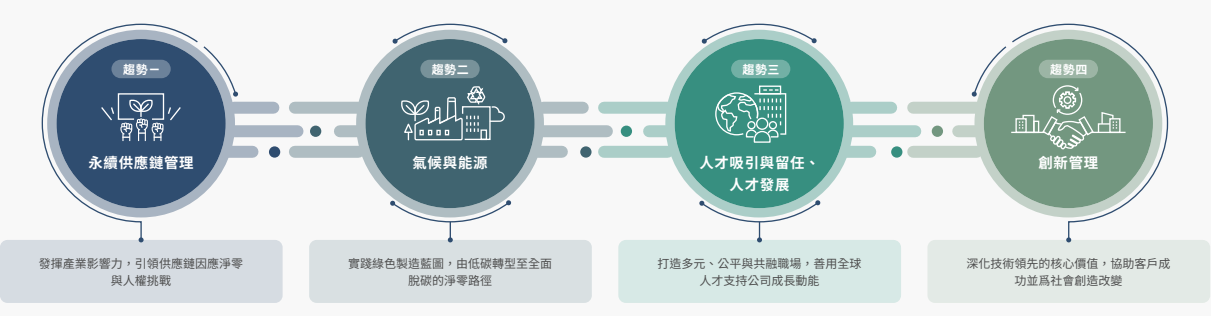 趨勢一
永續供應鏈管理
發揮產業影響力，引領供應鏈因應淨零
與人權挑戰
趨勢二
氣候與能源
實踐綠色製造藍圖，由低碳轉型至全面
脫碳的淨零路徑
趨勢三
人才吸引與留任、
人才發展
打造多元、公平與共融職場，善用全球
人才支持公司成長動能
趨勢四
創新管理
深化技術領先的核心價值，協助客戶成
功並爲社會創造改變